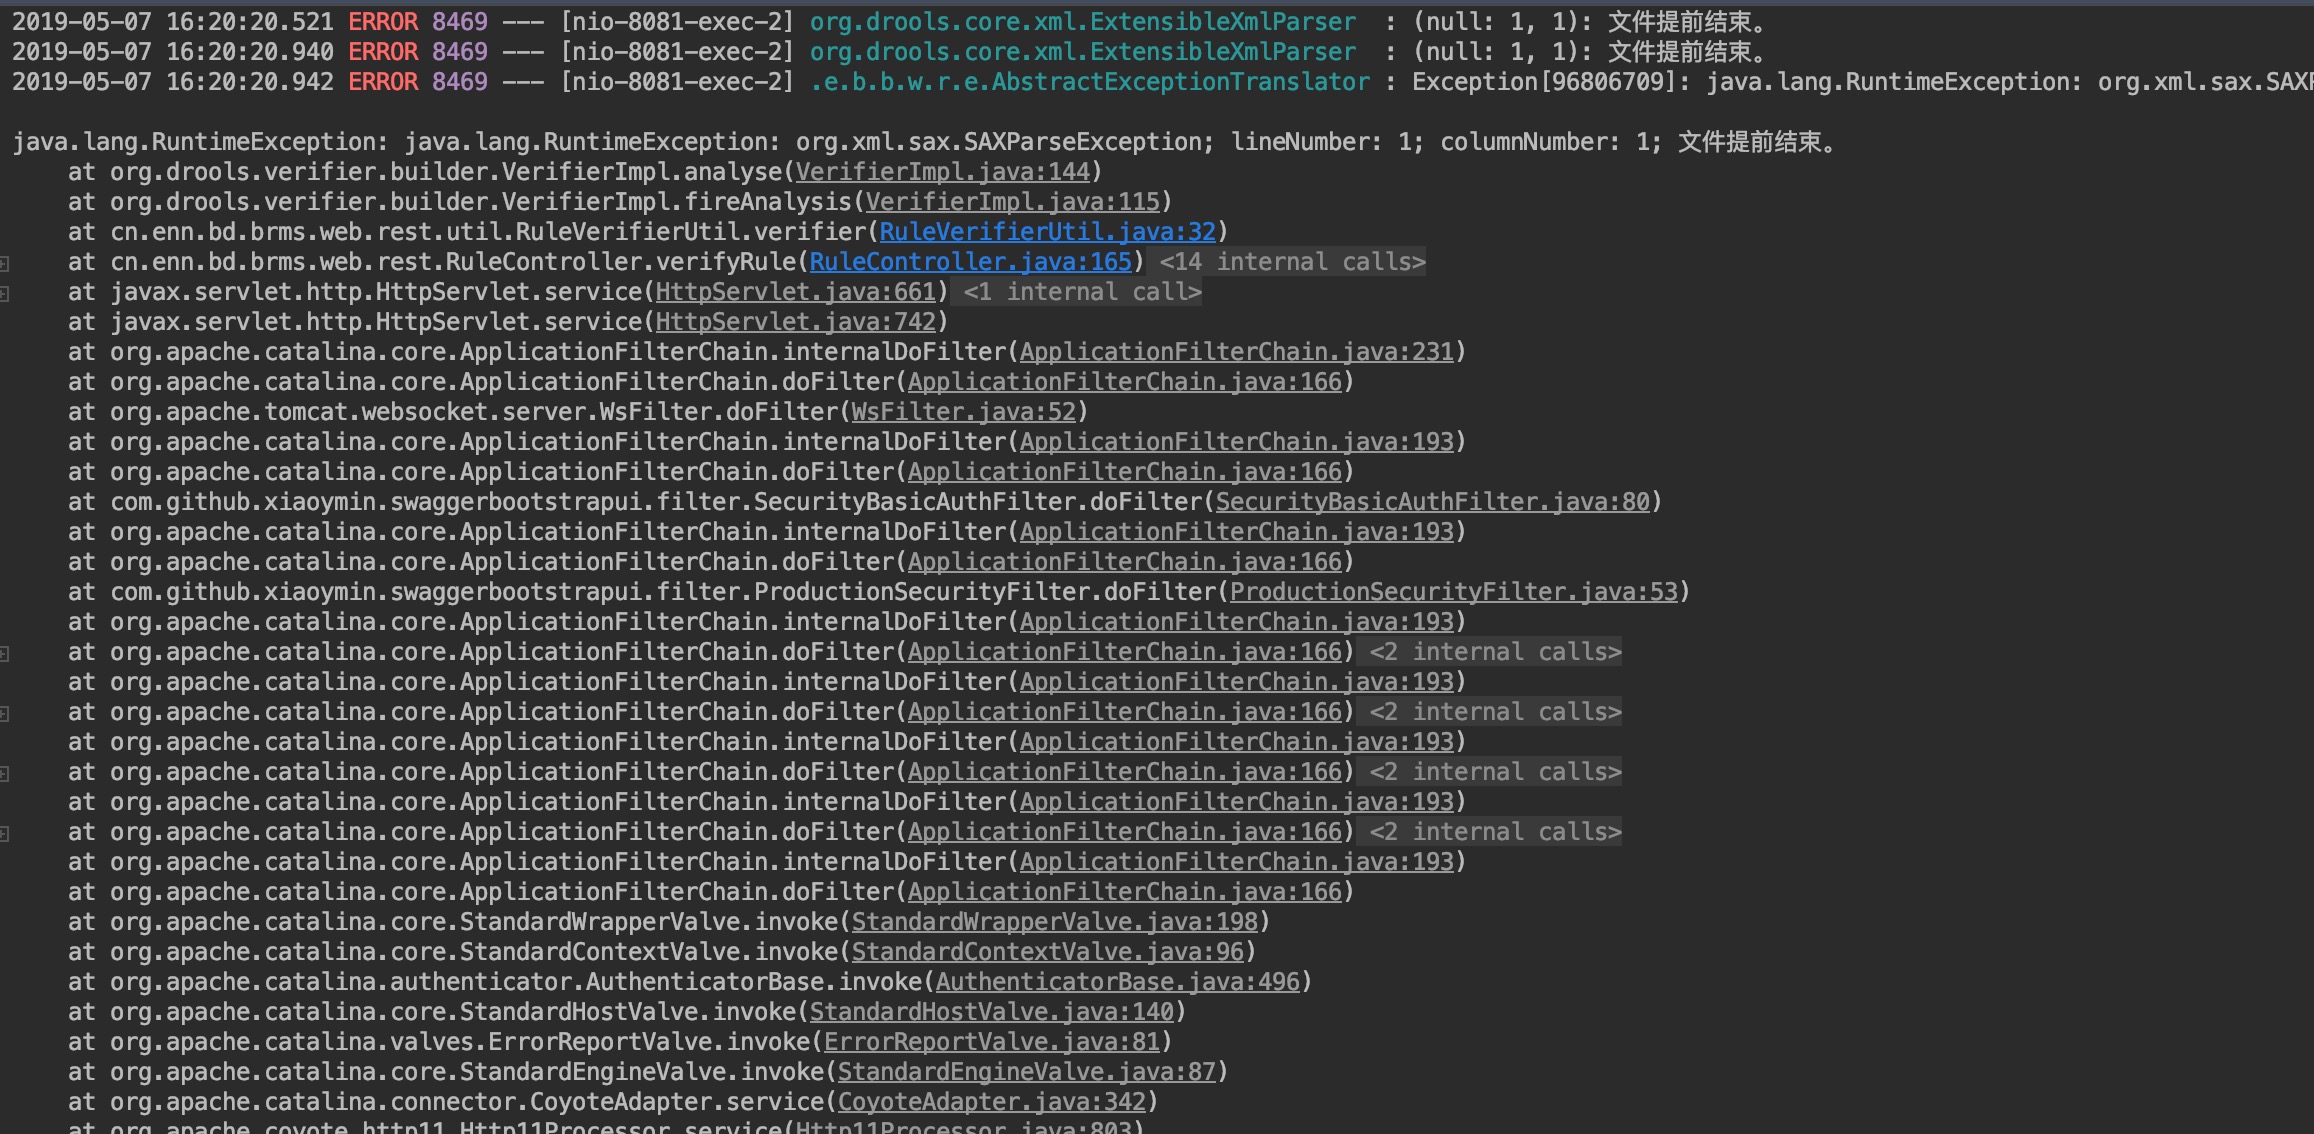 2019-05-07 16:20:20.521 ERROR 8469 --- [nio-8081-exec-2] org.drools.core.xml.ExtensibleXmlParser : (null: 1, 1): 文件提前结束。
2019-05-07 16:20:20.940 ERROR 8469 --- [nio-8081-exec-2] org.drools.core.xml.ExtensibleXmlParser : (null: 1, 1): 文件提前结束。
2019-05-07 16:20:20.942 ERROR 8469 --- [nio-8081-exec-2] .e.b.b.w.r.e.AbstractExceptionTranslator : Exception[96806709]: java.lang.RuntimeException: org.xml.sax.SAXP
java.lang.RuntimeException: java.lang.RuntimeException: org.xml.sax.SAXParseException; lineNumber: 1; columnNumber: 1; 文件提前结束。
at org.drools.verifier.builder.VerifierImpl.analyse(VerifierImpl.java:144)
at org.drools.verifier.builder.VerifierImpl.fireAnalysis(VerifierImpl.java:115)
at cn.enn.bd.brms.web.rest.util.RuleVerifierUtil.verifier(RuleVerifierUtil.java:32)
at cn.enn.bd.brms.web.rest.RuleController.verifyRule(RuleController.java:165) <14 internal calls>
at javax.servlet.http.HttpServlet.service(HttpServlet.java:661) <1 internal call>
at javax.servlet.http.HttpServlet.service(HttpServlet.java:742)
at org.apache.catalina.core.ApplicationFilterChain.internalDoFilter(ApplicationFilterChain.java:231)
at org.apache.catalina.core.ApplicationFilterChain.doFilter(ApplicationFilterChain.java:166)
at org.apache.tomcat.websocket.server.WsFilter.doFilter(WsFilter.java:52)
at org.apache.catalina.core.ApplicationFilterChain.internalDoFilter(ApplicationFilterChain.java:193)
at org.apache.catalina.core.ApplicationFilterChain.doFilter(ApplicationFilterChain.java:166)
at com.github.xiaoymin.swaggerbootstrapui.filter.SecurityBasicAuthFilter.doFilter(SecurityBasicAuthFilter.java:80)
at org.apache.catalina.core.ApplicationFilterChain.internalDoFilter(ApplicationFilterChain.java:193)
at org.apache.catalina.core.ApplicationFilterChain.doFilter(ApplicationFilterChain.java:166)
at com.github.xiaoymin.swaggerbootstrapui.filter.ProductionSecurityFilter.doFilter(ProductionSecurityFilter.java:53)
at org.apache.catalina.core.ApplicationFilterChain.internalDoFilter(ApplicationFilterChain.java:193)
at org.apache.catalina.core.ApplicationFilterChain.doFilter(ApplicationFilterChain.java:166) <2 internal calls>
at org.apache.catalina.core.ApplicationFilterChain.internalDoFilter(ApplicationFilterChain.java:193)
at org.apache.catalina.core.ApplicationFilterChain.doFilter(ApplicationFilterChain.java:166) <2 internal calls>
at org.apache.catalina.core.ApplicationFilterChain.internalDoFilter(ApplicationFilterChain.java:193)
at org.apache.catalina.core.ApplicationFilterChain.doFilter(ApplicationFilterChain.java:166) <2 internal calls>
at org.apache.catalina.core.ApplicationFilterChain.internalDoFilter(ApplicationFilterChain.java:193)
at org.apache.catalina.core.ApplicationFilterChain.doFilter(ApplicationFilterChain.java:166) <2 internal calls>
at org.apache.catalina.core.ApplicationFilterChain.internalDoFilter(ApplicationFilterChain.java:193)
at org.apache.catalina.core.ApplicationFilterChain.doFilter(ApplicationFilterChain.java:166)
at org.apache.catalina.core.StandardWrapperValve.invoke(StandardWrapperValve.java:198)
at org.apache.catalina.core.StandardContextValve.invoke(StandardContextValve.java:96)
at org.apache.catalina.authenticator.AuthenticatorBase.invoke(AuthenticatorBase.java:496)
at org.apache.catalina.core.StandardHostValve.invoke(StandardHostValve.java:140)
at org.apache.catalina.valves.ErrorReportValve.invoke(ErrorReportValve.java:81)
at org.apache.catalina.core.StandardEngineValve.invoke(StandardEngineValve.java:87)
at org.apache.catalina.connector.CoyoteAdapter.service(CoyoteAdapter.java:342)
at org.apache.coyote.http11.Http11Processor.service(Http11Processor.java:803)